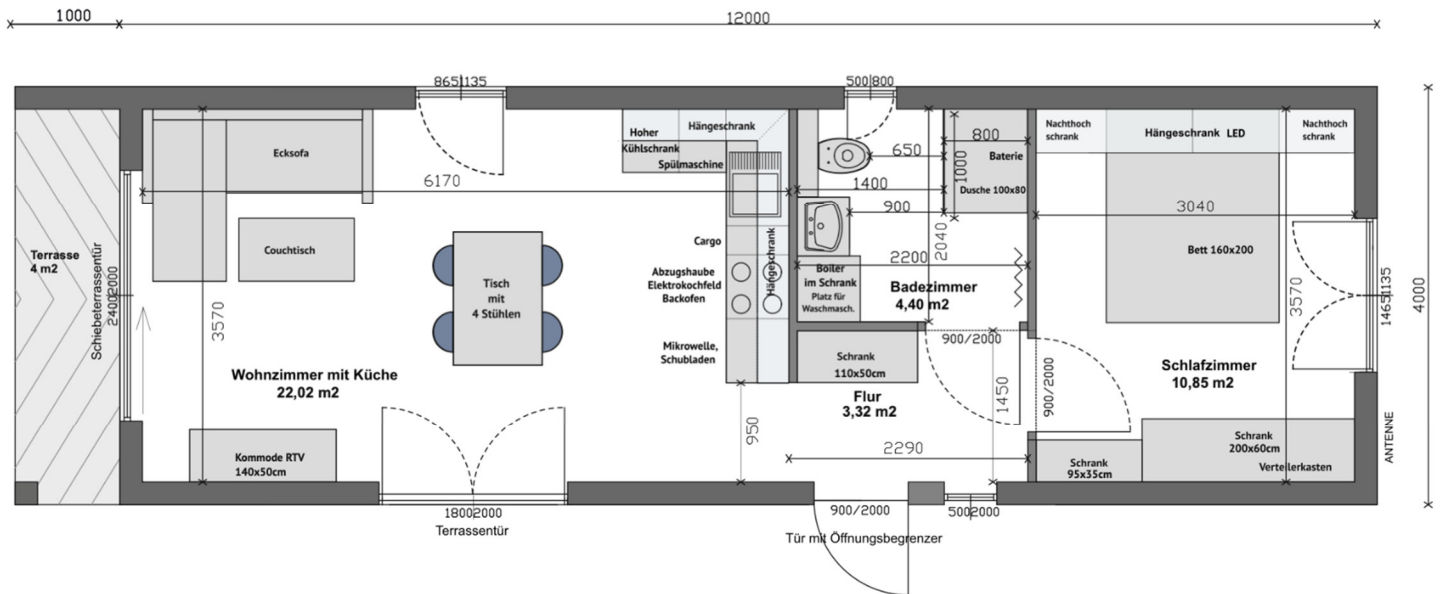 1000
12000
865|135
500|800
Ecksofa
Hoher
Kühlschrank
Hängeschrank
Spülmaschine
650
800
1000
Baterie
Dusche 100x80
Nachthoch
schrank
Hängeschrank LED
Nachthoch
schrank
6170
1400
900
3040
Terrasse
4 m2
Schiebeterrassentür
2400|2000
Couchtisch
Tisch
mit
4 Stühlen
Cargo
Abzugshaube
Elektrokochfeld
Backofen
Hängeschrank
2040
2200
Boiler
im Schrank
Platz für
Waschmasch.
Badezimmer
4,40 m2
Bett 160x200
3570
3570
1465|135
4000
Mikrowelle,
Schubladen
Schrank
110x50cm
900/2000
900/2000
1450
Wohnzimmer mit Küche
22,02 m2
Flur
3,32 m2
Schlafzimmer
10,85 m2
950
2290
Kommode RTV
140x50cm
Schrank
95x35cm
Schrank
200x60cm
Verteilerkasten
ANTENNE
1800|2000
Terrassentür
900/2000
500|2000
Tür mit Öffnungsbegrenzer